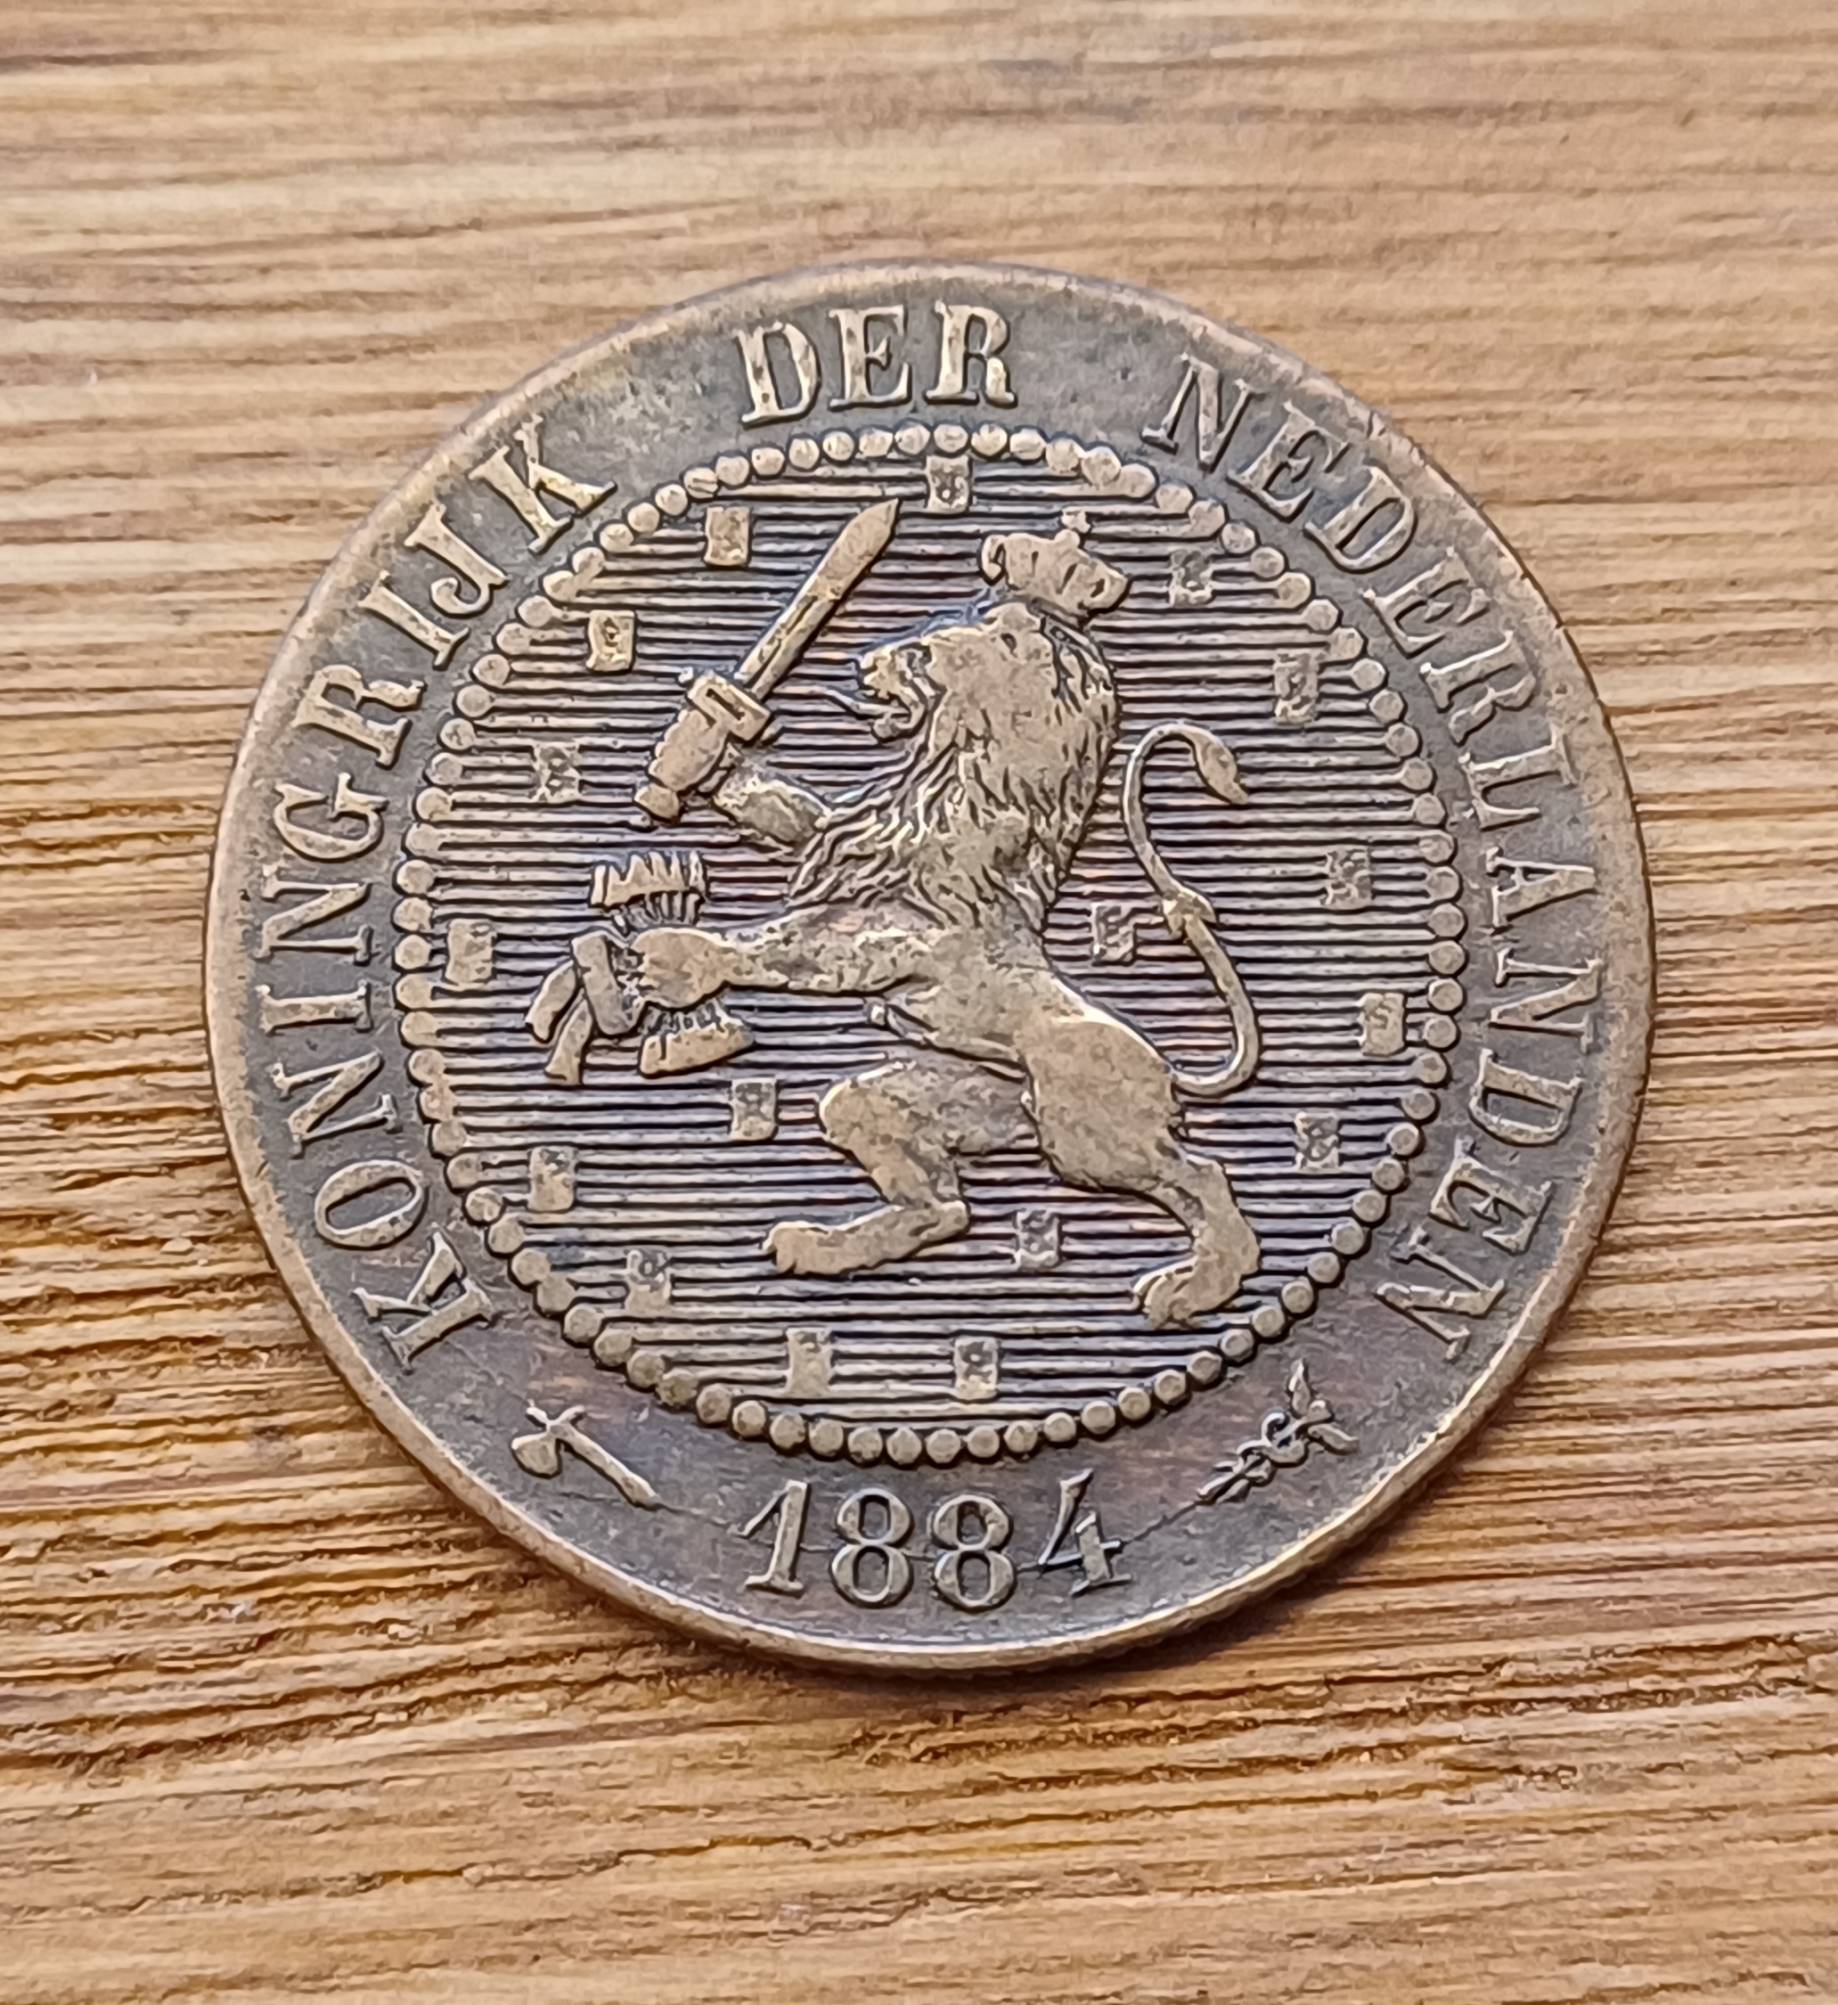 KONINGRIJK DER NEDERLANDEN
1884